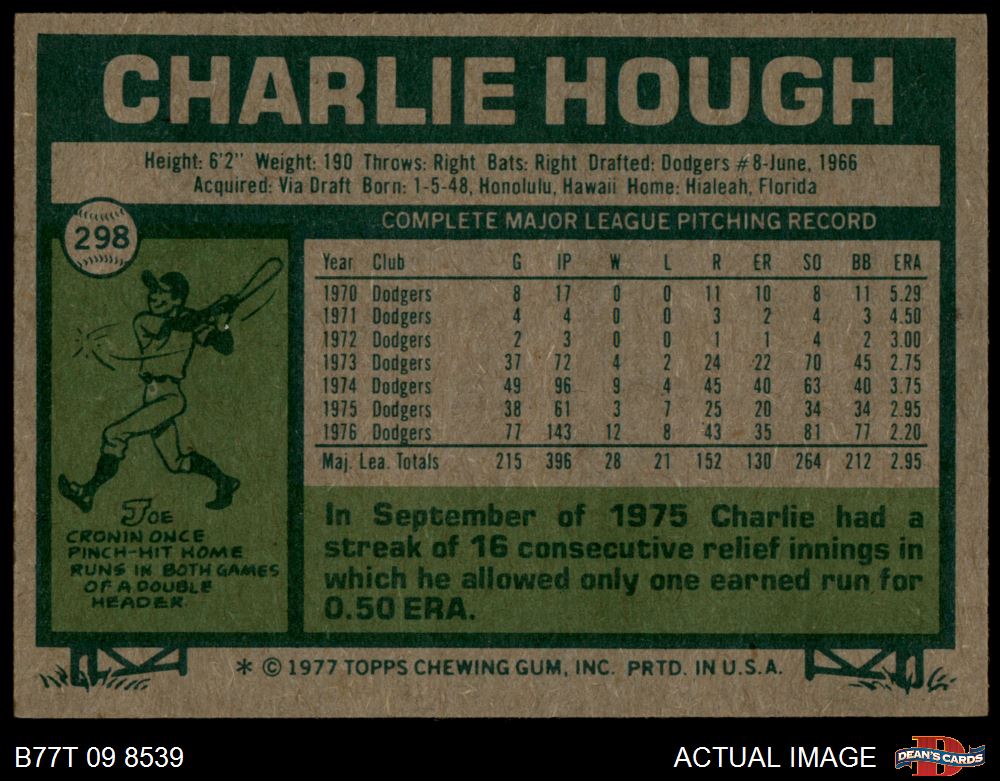 CHARLIE HOUGH
Height: 6'2" Weight: 190 Throws: Right Bats: Right Drafted: Dodgers #8-June, 1966
Acquired: Via Draft Born: 1-5-48, Honolulu, Hawaii Home: Hialeah, Florida
298
COMPLETE MAJOR LEAGUE PITCHING RECORD
Year Club G IP W L R ER SO BB ERA
1970 Dodgers 8 17 0 0 11 10 8 11 5.29
1971 Dodgers 4 4 0 0 3 2 4 3 4.50
1972 Dodgers 2 3 0 0 1 1 4 2 3.00
1973 Dodgers 37 72 4 2 24 22 70 45 2.75
1974 Dodgers 49 96 9 4 45 40 63 40 3.75
1975 Dodgers 38 61 3 7 25 20 34 34 2.95
1976 Dodgers 77 143 12 8 43 35 81 77 2.20
Maj. Lea. Totals 215 396 28 21 152 130 264 212 2.95
JOE
CRONIN ONCE
PINCH-HIT HOME
RUNS IN BOTH GAMES
OF A DOUBLE
HEADER.
In September of 1975 Charlie had a
streak of 16 consecutive relief innings in
which he allowed only one earned run for
0.50 ERA.
* © 1977 TOPPS CHEWING GUM, INC. PRTD. IN U.S.A.
B77T 09 8539
ACTUAL IMAGE
D
DEAN'S CARDS